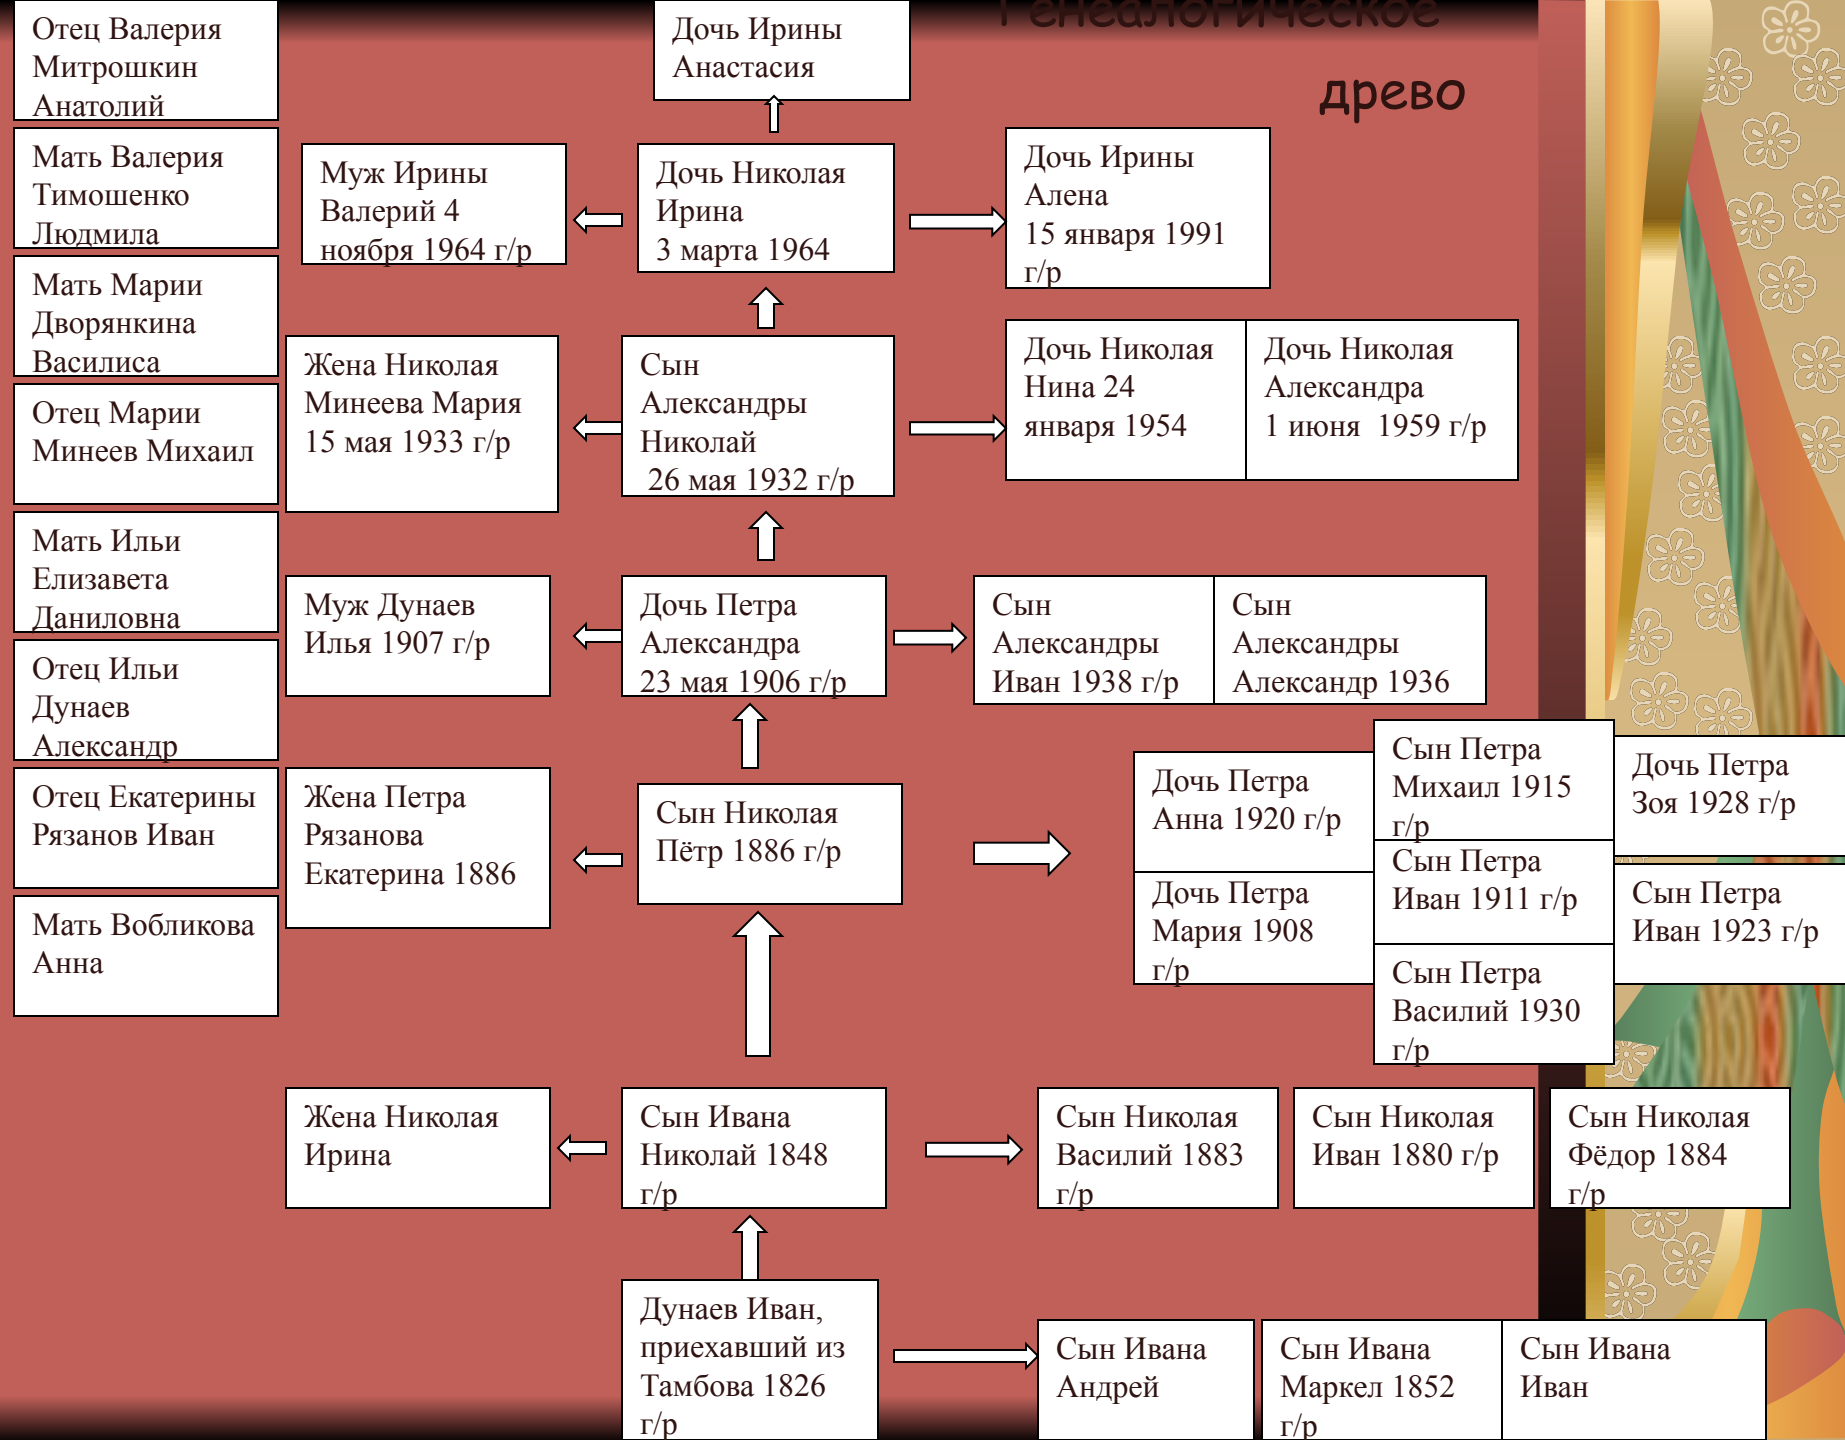 Генеалогическое
древо
Отец Валерия
Митрошкин
Анатолий
Мать Валерия
Тимошенко
Людмила
Мать Марии
Дворянкина
Василиса
Отец Марии
Минеев Михаил
Мать Ильи
Елизавета
Даниловна
Отец Ильи
Дунаев
Александр
Отец Екатерины
Рязанов Иван
Мать Вобликова
Анна
Дочь Ирины
Анастасия
Муж Ирины
Валерий 4
ноября 1964 г/р
Дочь Николая
Ирина
3 марта 1964
Дочь Ирины
Алена
15 января 1991
г/р
Жена Николая
Минеева Мария
15 мая 1933 г/р
Сын
Александры
Николай
26 мая 1932 г/р
Дочь Николая
Нина 24
января 1954
Дочь Николая
Александра
1 июня 1959 г/р
Муж Дунаев
Илья 1907 г/р
Дочь Петра
Александра
23 мая 1906 г/р
Сын
Александры
Иван 1938 г/р
Сын
Александры
Александр 1936
Жена Петра
Рязанова
Екатерина 1886
Сын Николая
Пётр 1886 г/р
Дочь Петра
Анна 1920 г/р
Дочь Петра
Мария 1908
г/р
Сын Петра
Михаил 1915
г/р
Сын Петра
Иван 1911 г/р
Сын Петра
Василий 1930
г/р
Дочь Петра
Зоя 1928 г/р
Сын Петра
Иван 1923 г/р
Жена Николая
Ирина
Сын Ивана
Николай 1848
г/р
Сын Николая
Василий 1883
г/р
Сын Николая
Иван 1880 г/р
Сын Николая
Фёдор 1884
г/р
Дунаев Иван,
приехавший из
Тамбова 1826
г/р
Сын Ивана
Андрей
Сын Ивана
Маркел 1852
г/р
Сын Ивана
Иван